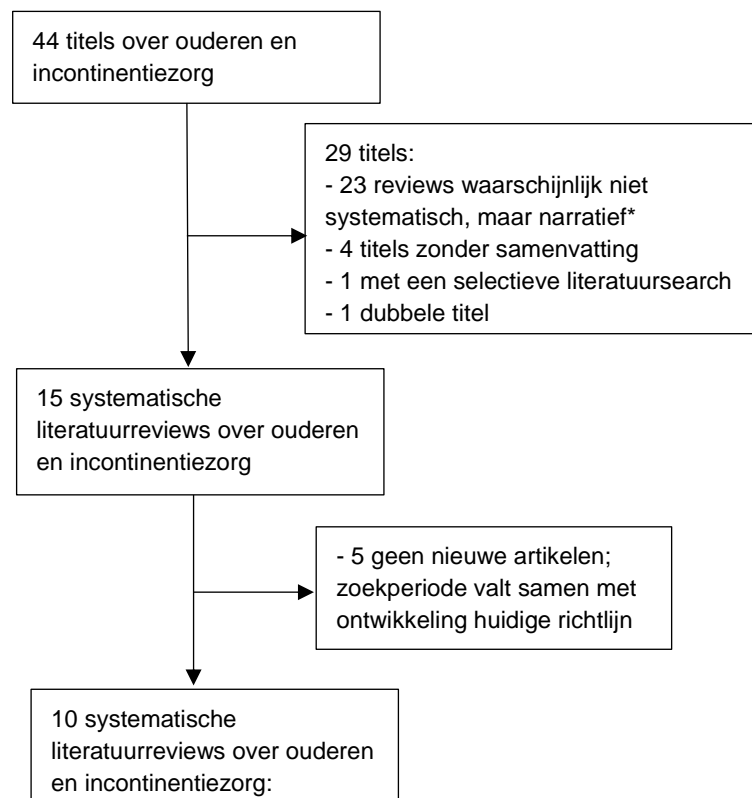 44 titels over ouderen en
incontinentiezorg
29 titels:
- 23 reviews waarschijnlijk niet
systematisch, maar narratief*
- 4 titels zonder samenvatting
- 1 met een selectieve literatuursearch
- 1 dubbele titel
15 systematische
literatuurreviews over ouderen
en incontinentiezorg
- 5 geen nieuwe artikelen;
zoekperiode valt samen met
ontwikkeling huidige richtlijn
10 systematische
literatuurreviews over ouderen
en incontinentiezorg: